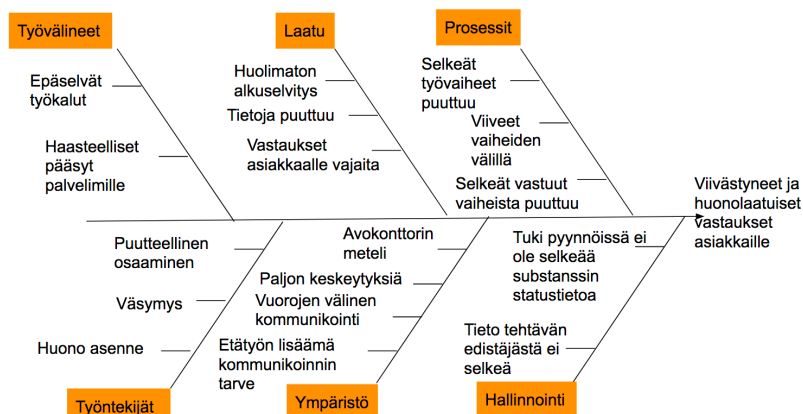 Työvälineet
Laatu
Prosessit
Epäselvät
työkalut
Haasteelliset
pääsyt
palvelimille
Huolimaton
alkuselvitys
Tietoja puuttuu
Vastaukset
asiakkaalle vajaita
Selkeät
työvaiheet
puuttuu
Viiveet
vaiheiden
välillä
Selkeät vastuut
vaiheista puuttuu
Viivästyneet ja
huonolaatuiset
vastaukset
asiakkaille
Puutteellinen
osaaminen
Väsymys
Huono asenne
Avokonttorin
meteli
Paljon keskeytyksiä
Vuorojen välinen
kommunikointi
Etätyön lisäämä
kommunikoinnin
tarve
Tuki pyynnöissä ei
ole selkeää
substanssin
statustietoa
Tieto tehtävän
edistäjästä ei
selkeä
Työntekijät
Ympäristö
Hallinnointi